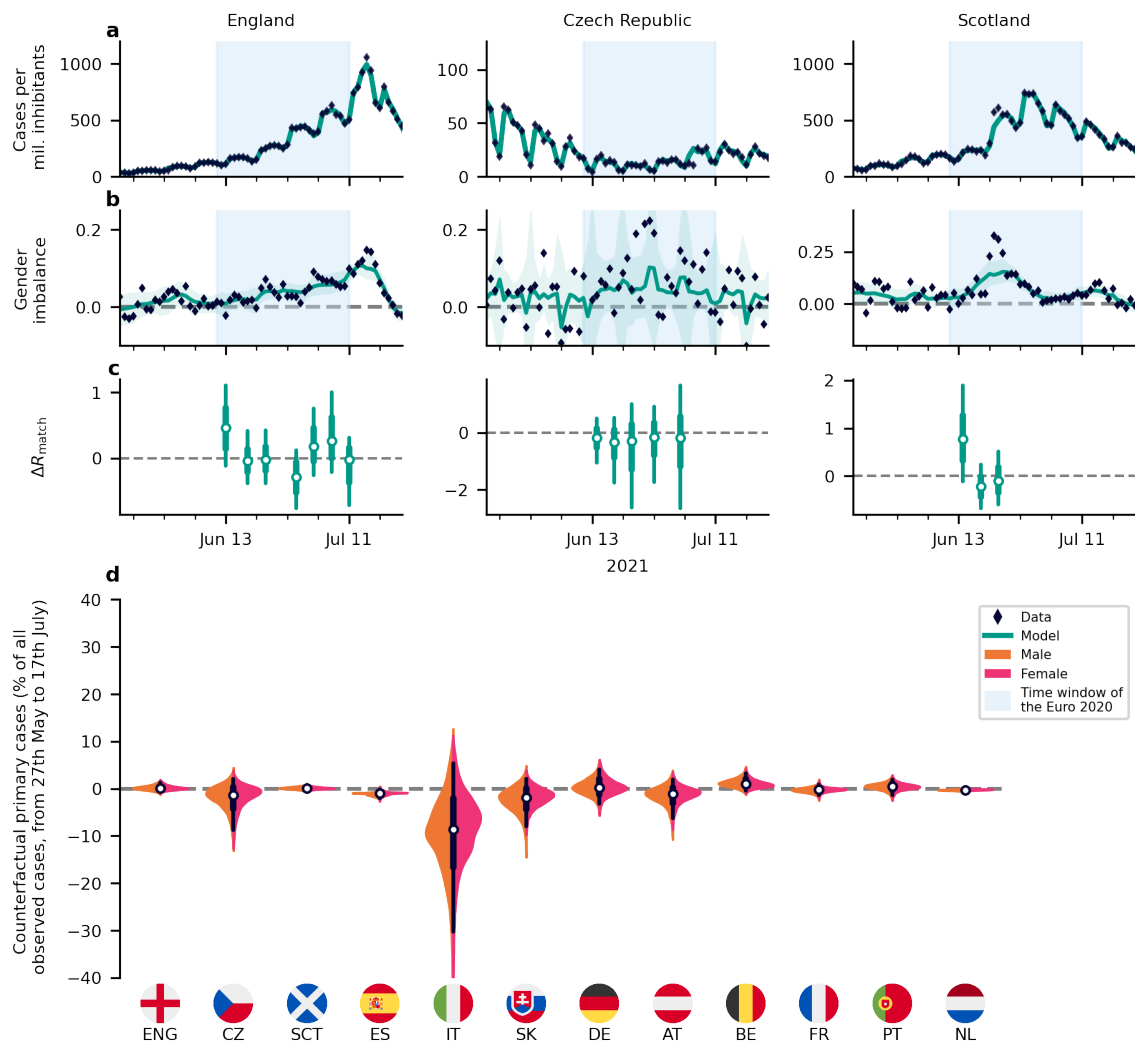 England
Czech Republic
Scotland
a
Cases per
mil. inhibitants
1000
500
0
100
50
0
1000
500
0
b
Gender
imbalance
0.2
0.0
0.2
0.0
0.25
0.00
c
ΔRmatch
1
0
0
−2
2
1
0
Jun 13
Jul 11
Jun 13
Jul 11
Jun 13
Jul 11
2021
d
Counterfactual primary cases (% of all
observed cases, from 27th May to 17th July)
40
30
20
10
0
−10
−20
−30
−40
Data
Model
Male
Female
Time window of
the Euro 2020
ENG
CZ
SCT
ES
IT
SK
DE
AT
BE
FR
PT
NL